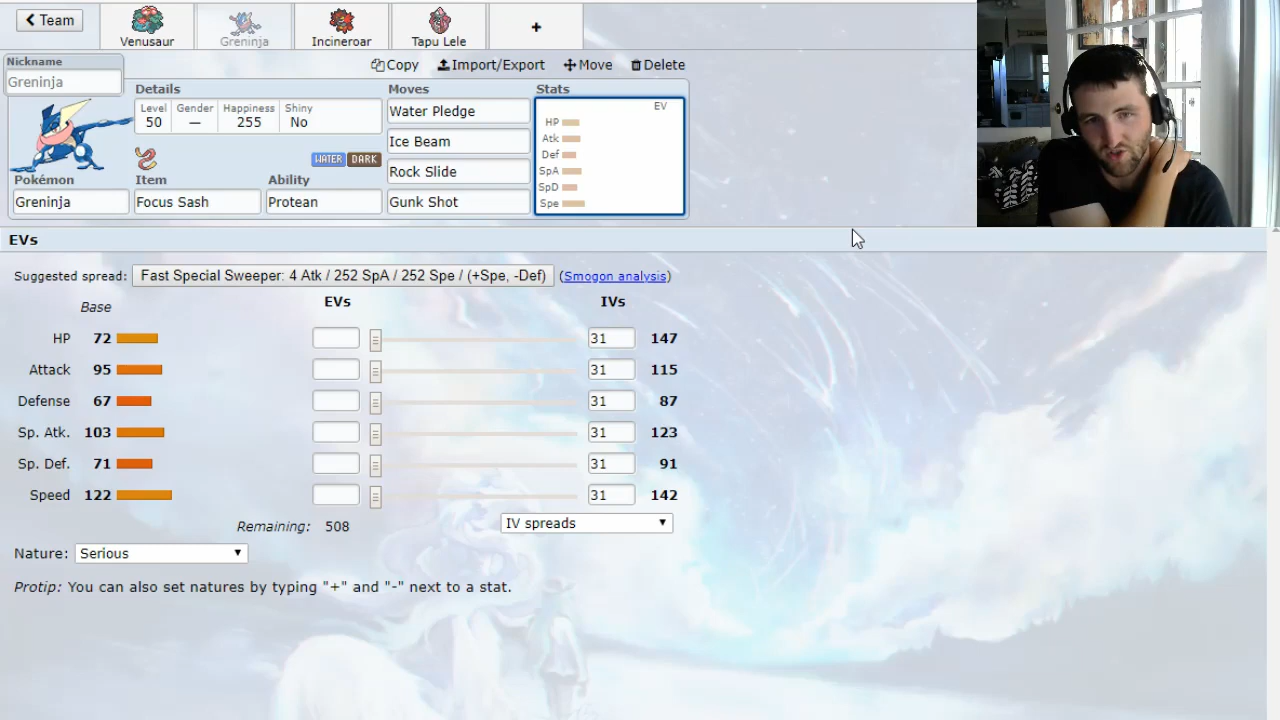 Team
Venusaur
Greninja
Incineroar
Tapu Lele
+
Nickname
Greninja
Copy
Import/Export
Move
Delete
Details
Moves
Stats
Level
50
Gender
—
Happiness
255
Shiny
No
WATER
DARK
Pokémon
Greninja
Item
Focus Sash
Ability
Protean
Water Pledge
Ice Beam
Rock Slide
Gunk Shot
EV
HP
Atk
Def
SpA
SpD
Spe
EVs
Suggested spread: Fast Special Sweeper: 4 Atk / 252 SpA / 252 Spe / (+Spe, -Def) (Smogon analysis)
Base EVs IVs
HP 72 31 147
Attack 95 31 115
Defense 67 31 87
Sp. Atk. 103 31 123
Sp. Def. 71 31 91
Speed 122 31 142
Remaining: 508
IV spreads
Nature: Serious
Protip: You can also set natures by typing "+" and "-" next to a stat.